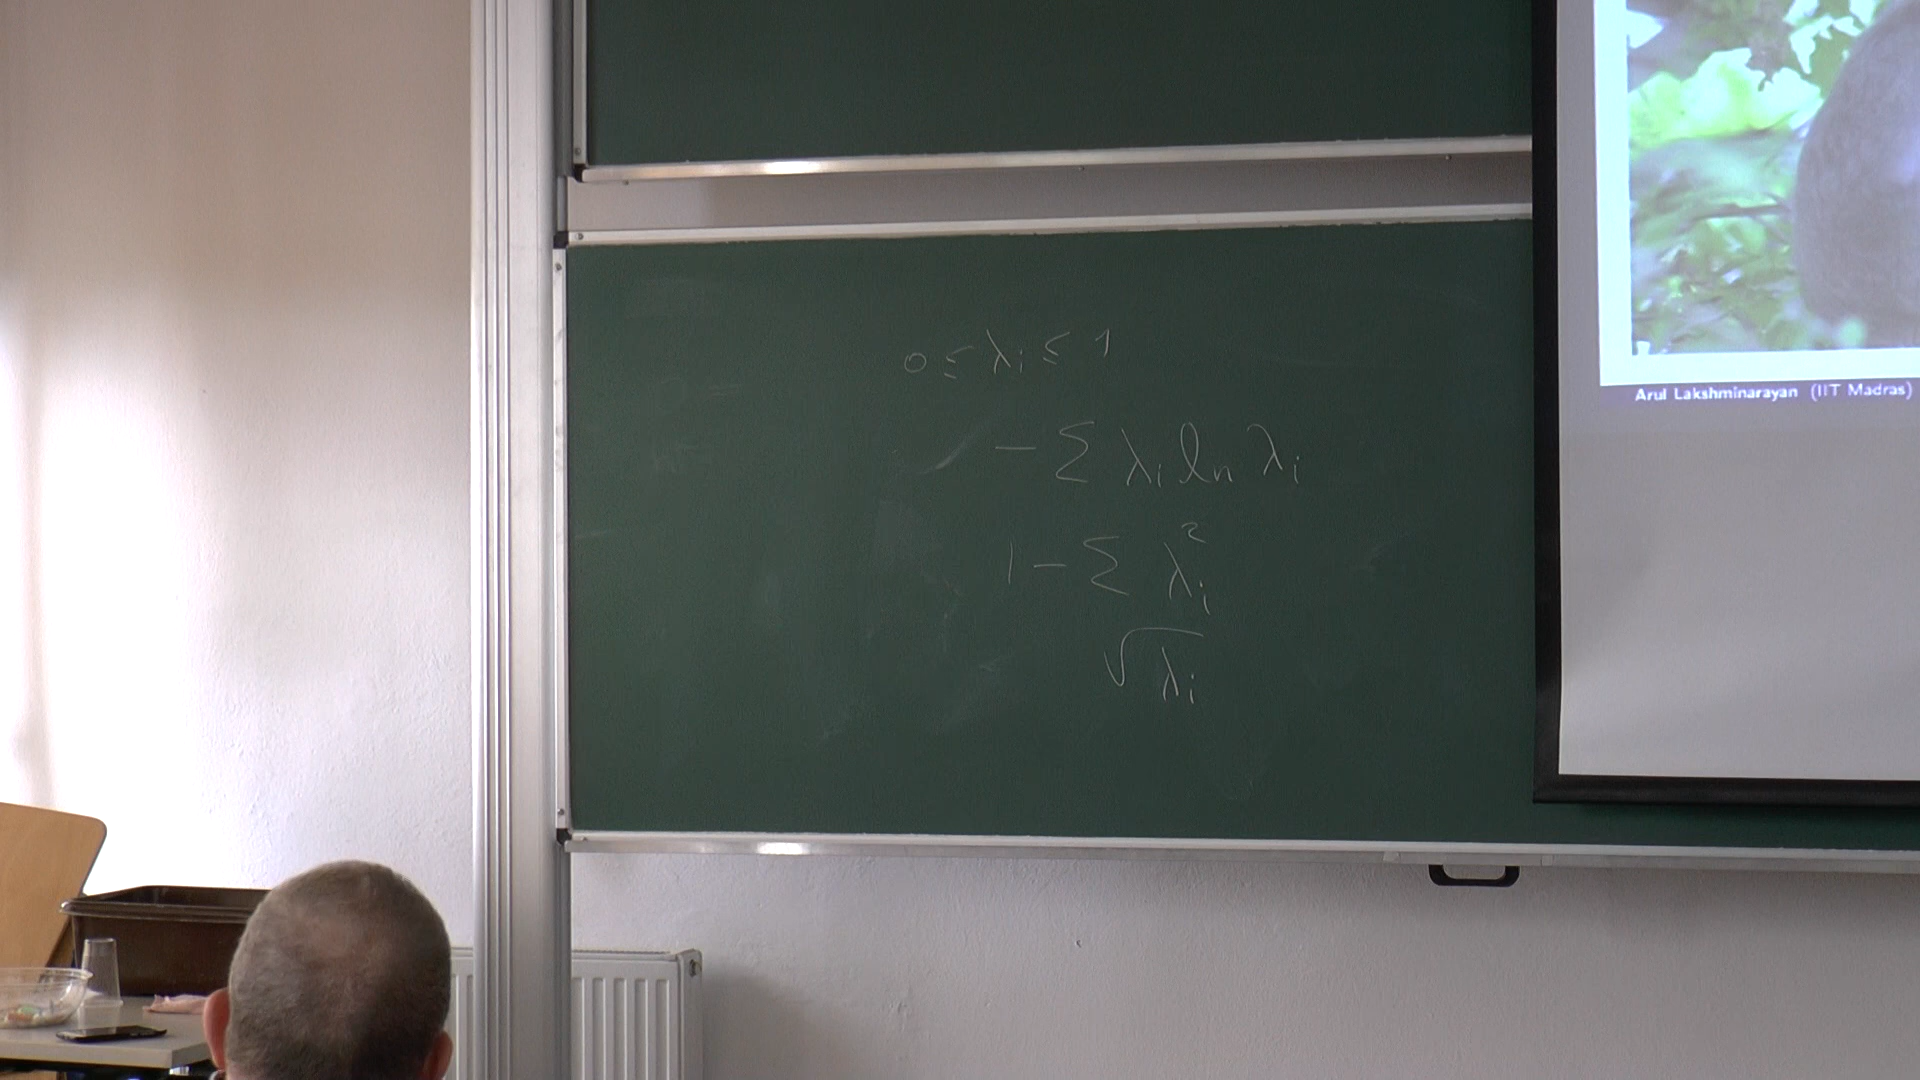 0 ≤ λi ≤ 1
− Σ λi ln λi
1 − Σ λi²
√λi
Arul Lakshminarayan (IIT Madras)